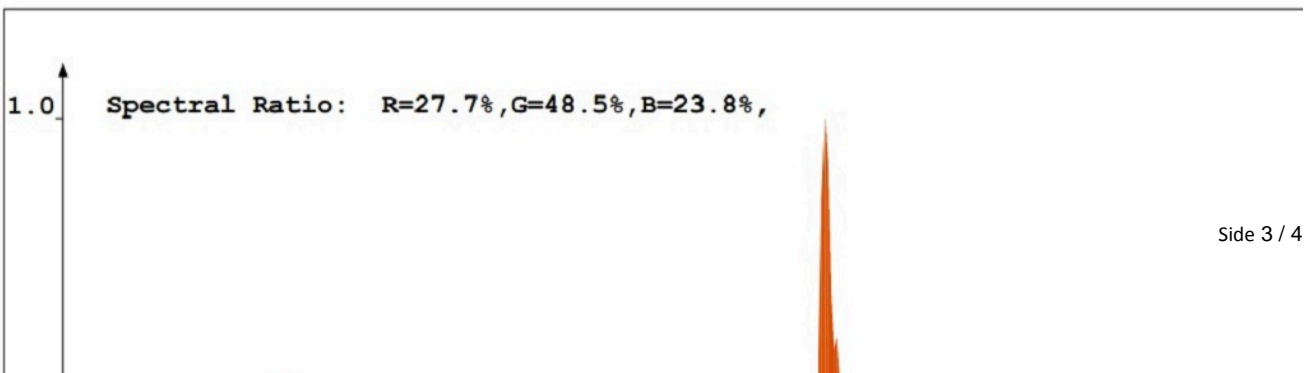 1.0 Spectral Ratio: R=27.7%,G=48.5%,B=23.8%,
Side 3 / 4